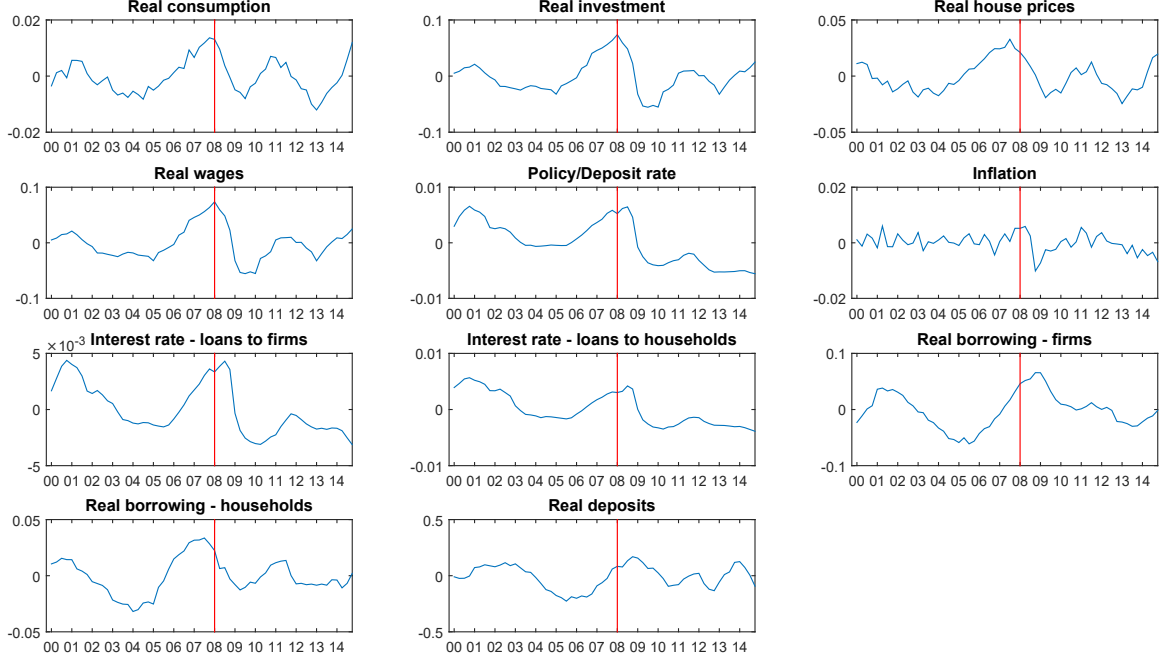 Real consumption
0.02
0
-0.02
00 01 02 03 04 05 06 07 08 09 10 11 12 13 14
Real investment
0.1
0
-0.1
00 01 02 03 04 05 06 07 08 09 10 11 12 13 14
Real house prices
0.05
0
-0.05
00 01 02 03 04 05 06 07 08 09 10 11 12 13 14
Real wages
0.1
0
-0.1
00 01 02 03 04 05 06 07 08 09 10 11 12 13 14
Policy/Deposit rate
0.01
0
-0.01
00 01 02 03 04 05 06 07 08 09 10 11 12 13 14
Inflation
0.02
0
-0.02
00 01 02 03 04 05 06 07 08 09 10 11 12 13 14
×10⁻³ Interest rate - loans to firms
5
0
-5
00 01 02 03 04 05 06 07 08 09 10 11 12 13 14
Interest rate - loans to households
0.01
0
-0.01
00 01 02 03 04 05 06 07 08 09 10 11 12 13 14
Real borrowing - firms
0.1
0
-0.1
00 01 02 03 04 05 06 07 08 09 10 11 12 13 14
Real borrowing - households
0.05
0
-0.05
00 01 02 03 04 05 06 07 08 09 10 11 12 13 14
Real deposits
0.5
0
-0.5
00 01 02 03 04 05 06 07 08 09 10 11 12 13 14